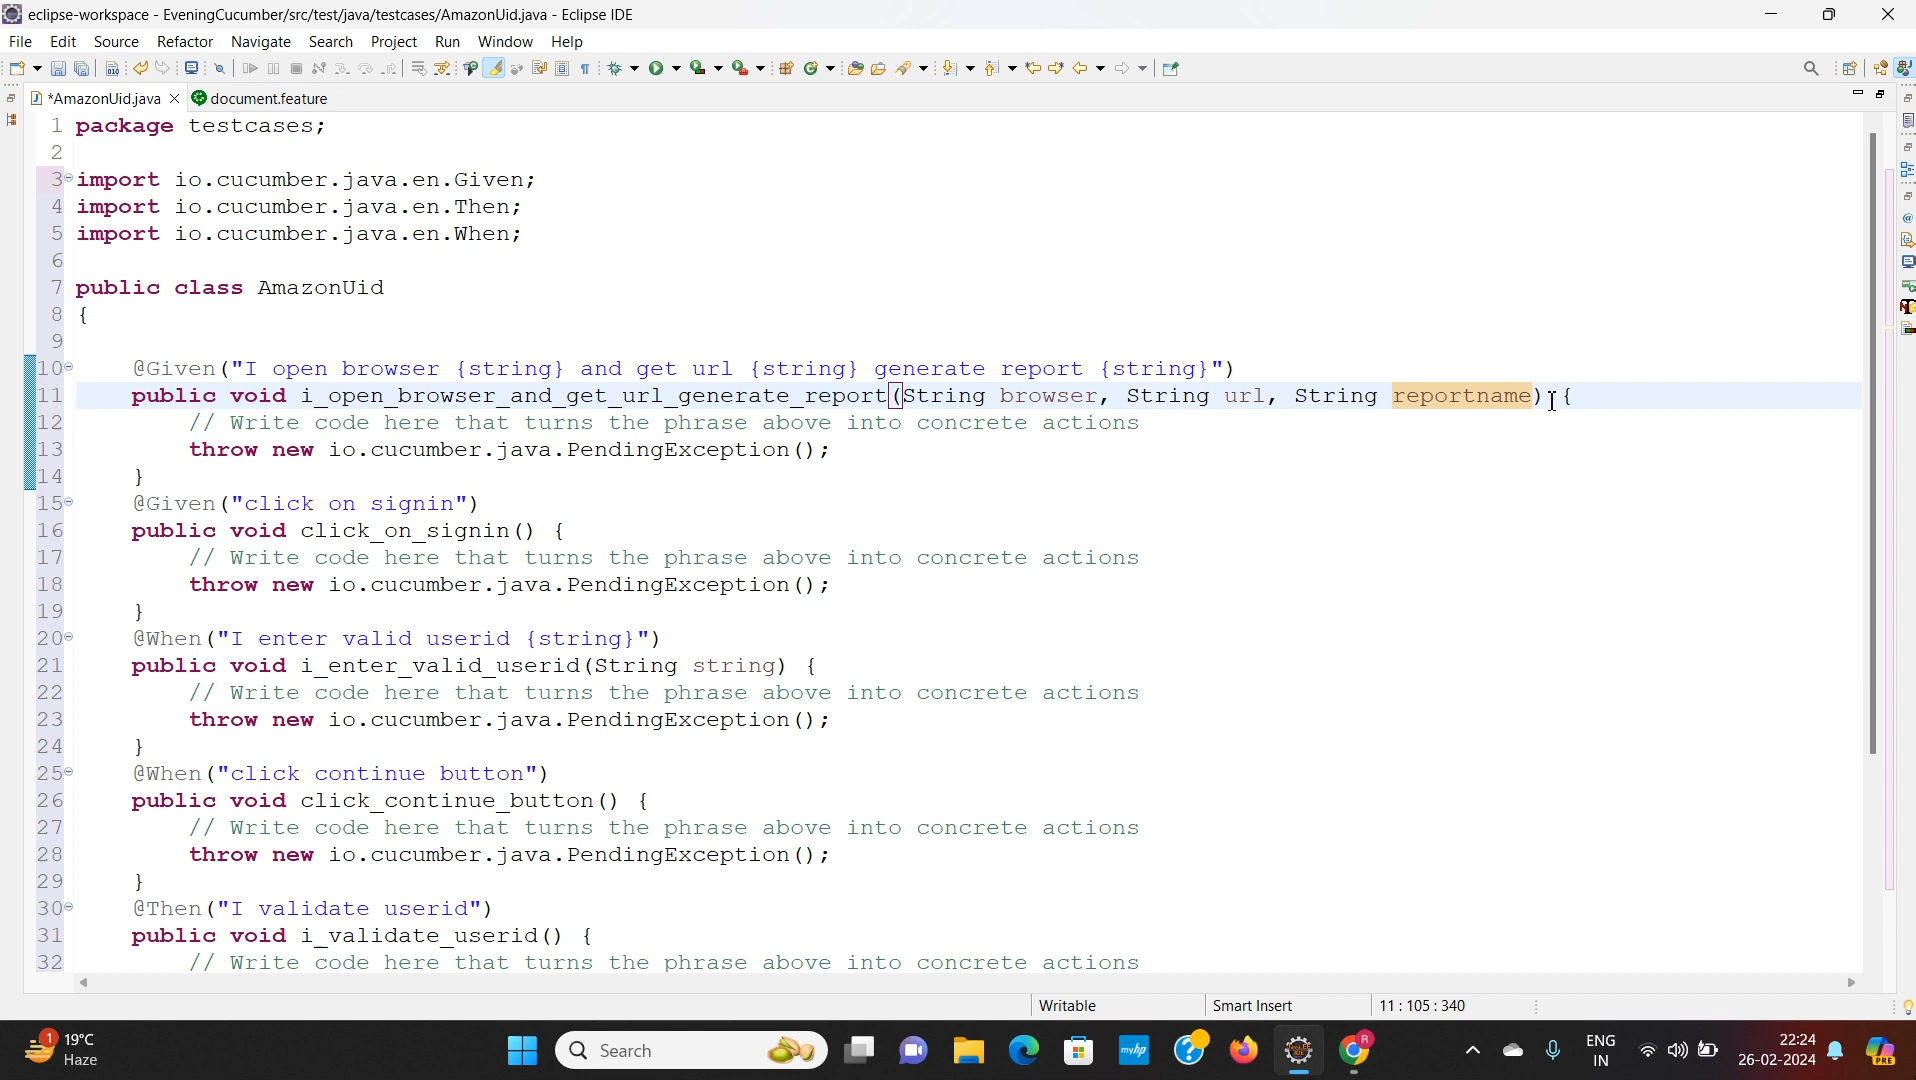 eclipse-workspace - EveningCucumber/src/test/java/testcases/AmazonUid.java - Eclipse IDE
File Edit Source Refactor Navigate Search Project Run Window Help
*AmazonUid.java document.feature
1 package testcases;
2
3 import io.cucumber.java.en.Given;
4 import io.cucumber.java.en.Then;
5 import io.cucumber.java.en.When;
6
7 public class AmazonUid
8 {
9
10 @Given("I open browser {string} and get url {string} generate report {string}")
11 public void i_open_browser_and_get_url_generate_report(String browser, String url, String reportname) {
12 // Write code here that turns the phrase above into concrete actions
13 throw new io.cucumber.java.PendingException();
14 }
15 @Given("click on signin")
16 public void click_on_signin() {
17 // Write code here that turns the phrase above into concrete actions
18 throw new io.cucumber.java.PendingException();
19 }
20 @When("I enter valid userid {string}")
21 public void i_enter_valid_userid(String string) {
22 // Write code here that turns the phrase above into concrete actions
23 throw new io.cucumber.java.PendingException();
24 }
25 @When("click continue button")
26 public void click_continue_button() {
27 // Write code here that turns the phrase above into concrete actions
28 throw new io.cucumber.java.PendingException();
29 }
30 @Then("I validate userid")
31 public void i_validate_userid() {
32 // Write code here that turns the phrase above into concrete actions
Writable Smart Insert 11 : 105 : 340
1 19°C
Haze
Search
myhp
R
ENG
IN
22:24
26-02-2024
PRE